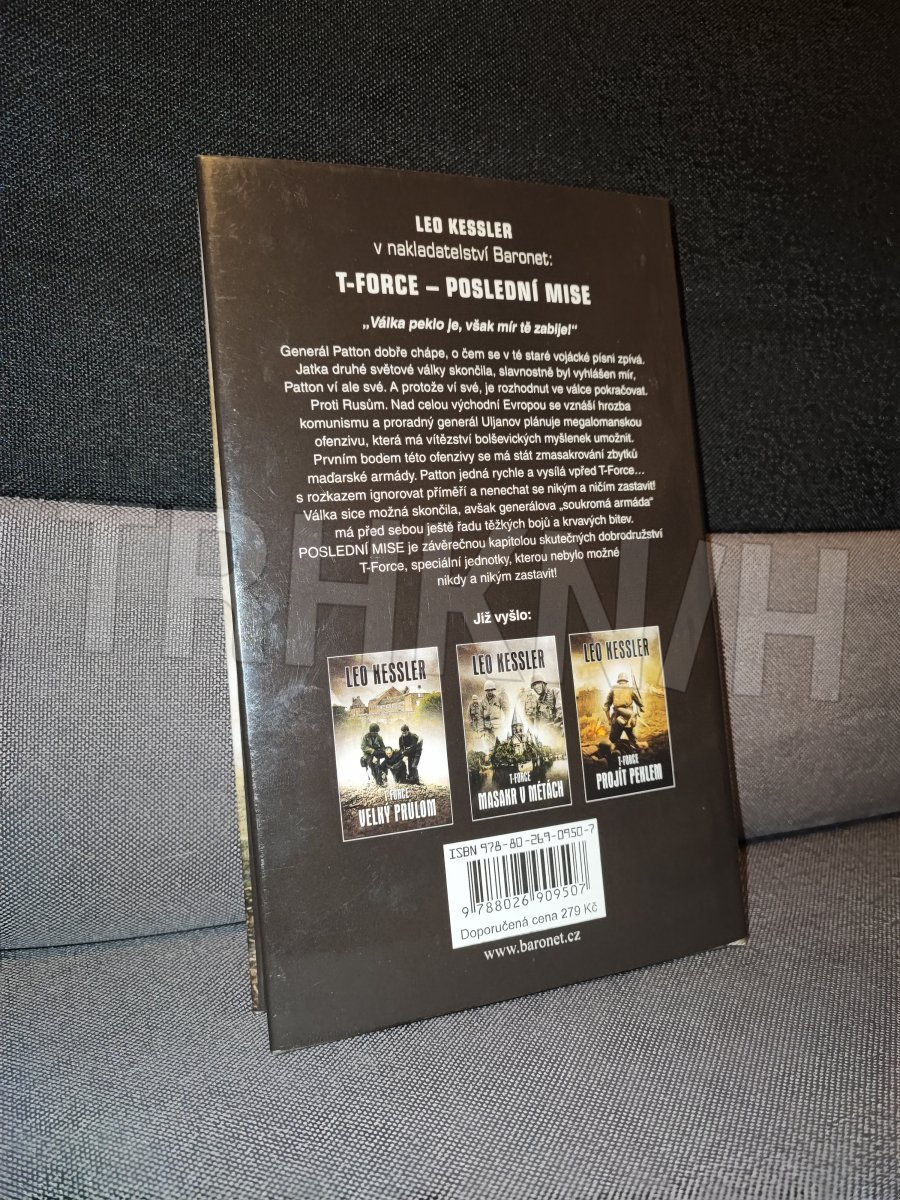 LEO KESSLER
v nakladatelství Baronet:
T-FORCE – POSLEDNÍ MISE
„Válka peklo je, však mír tě zabije!“
Generál Patton dobře chápe, o čem se v té staré vojácké písni zpívá.
Jatka druhé světové války skončila, slavnostně byl vyhlášen mír,
Patton ví ale své. A protože ví své, je rozhodnut ve válce pokračovat.
Proti Rusům. Nad celou východní Evropou se vznáší hrozba
komunismu a proradný generál Uljanov plánuje megalomanskou
ofenzivu, která má vítězství bolševických myšlenek umožnit.
Prvním bodem této ofenzivy se má stát zmasakrování zbytků
maďarské armády. Patton jedná rychle a vysílá vpřed T-Force...
s rozkazem ignorovat příměří a nenechat se nikým a ničím zastavit!
Válka sice možná skončila, avšak generálova „soukromá armáda“
má před sebou ještě řadu těžkých bojů a krvavých bitev.
POSLEDNÍ MISE je závěrečnou kapitolou skutečných dobrodružství
T-Force, speciální jednotky, kterou nebylo možné
nikdy a nikým zastavit!
Již vyšlo:
LEO KESSLER
T-FORCE
VELKÝ PRŮLOM
LEO KESSLER
T-FORCE
MASAKR V MÉTÁCH
LEO KESSLER
T-FORCE
PROJÍT PEKLEM
ISBN 978-80-269-0950-7
9 788026 909507
Doporučená cena 279 Kč
www.baronet.cz
TRHKNIH